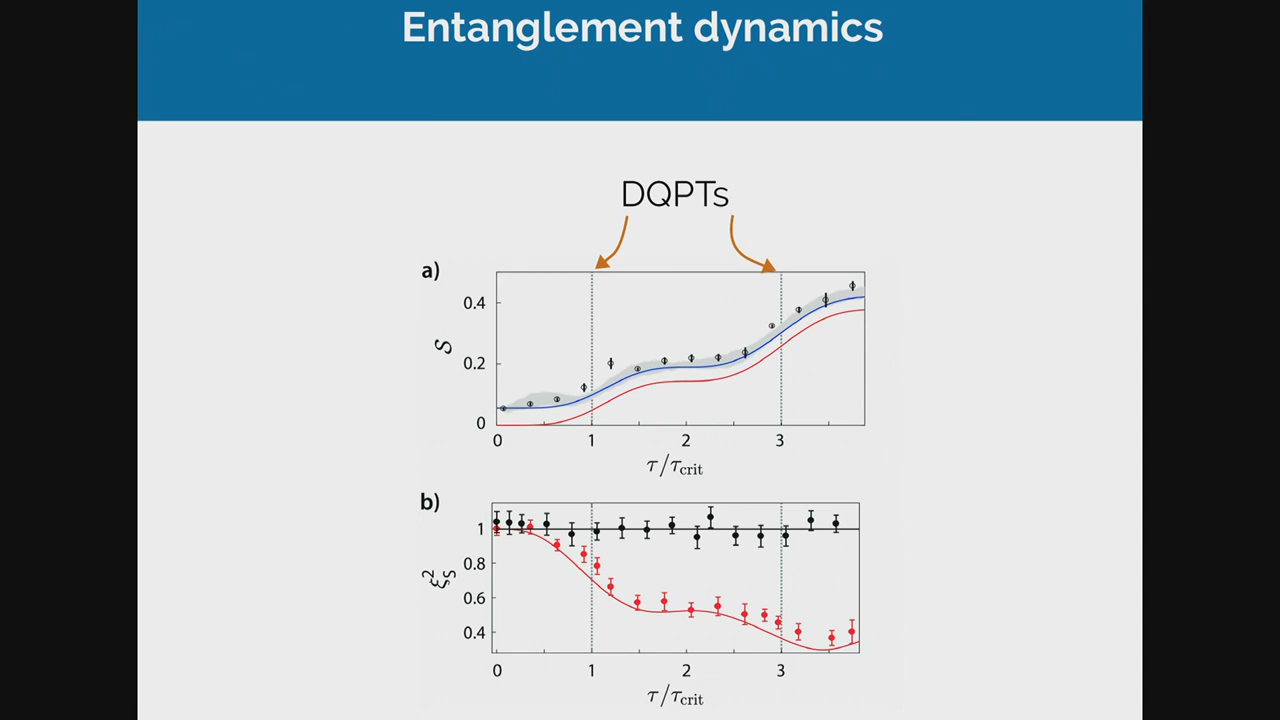 Entanglement dynamics
DQPTs
a)
0.4
0.2
0
S
0 1 2 3
τ/τcrit
b)
1
0.8
0.6
0.4
ξ²S
0 1 2 3
τ/τcrit